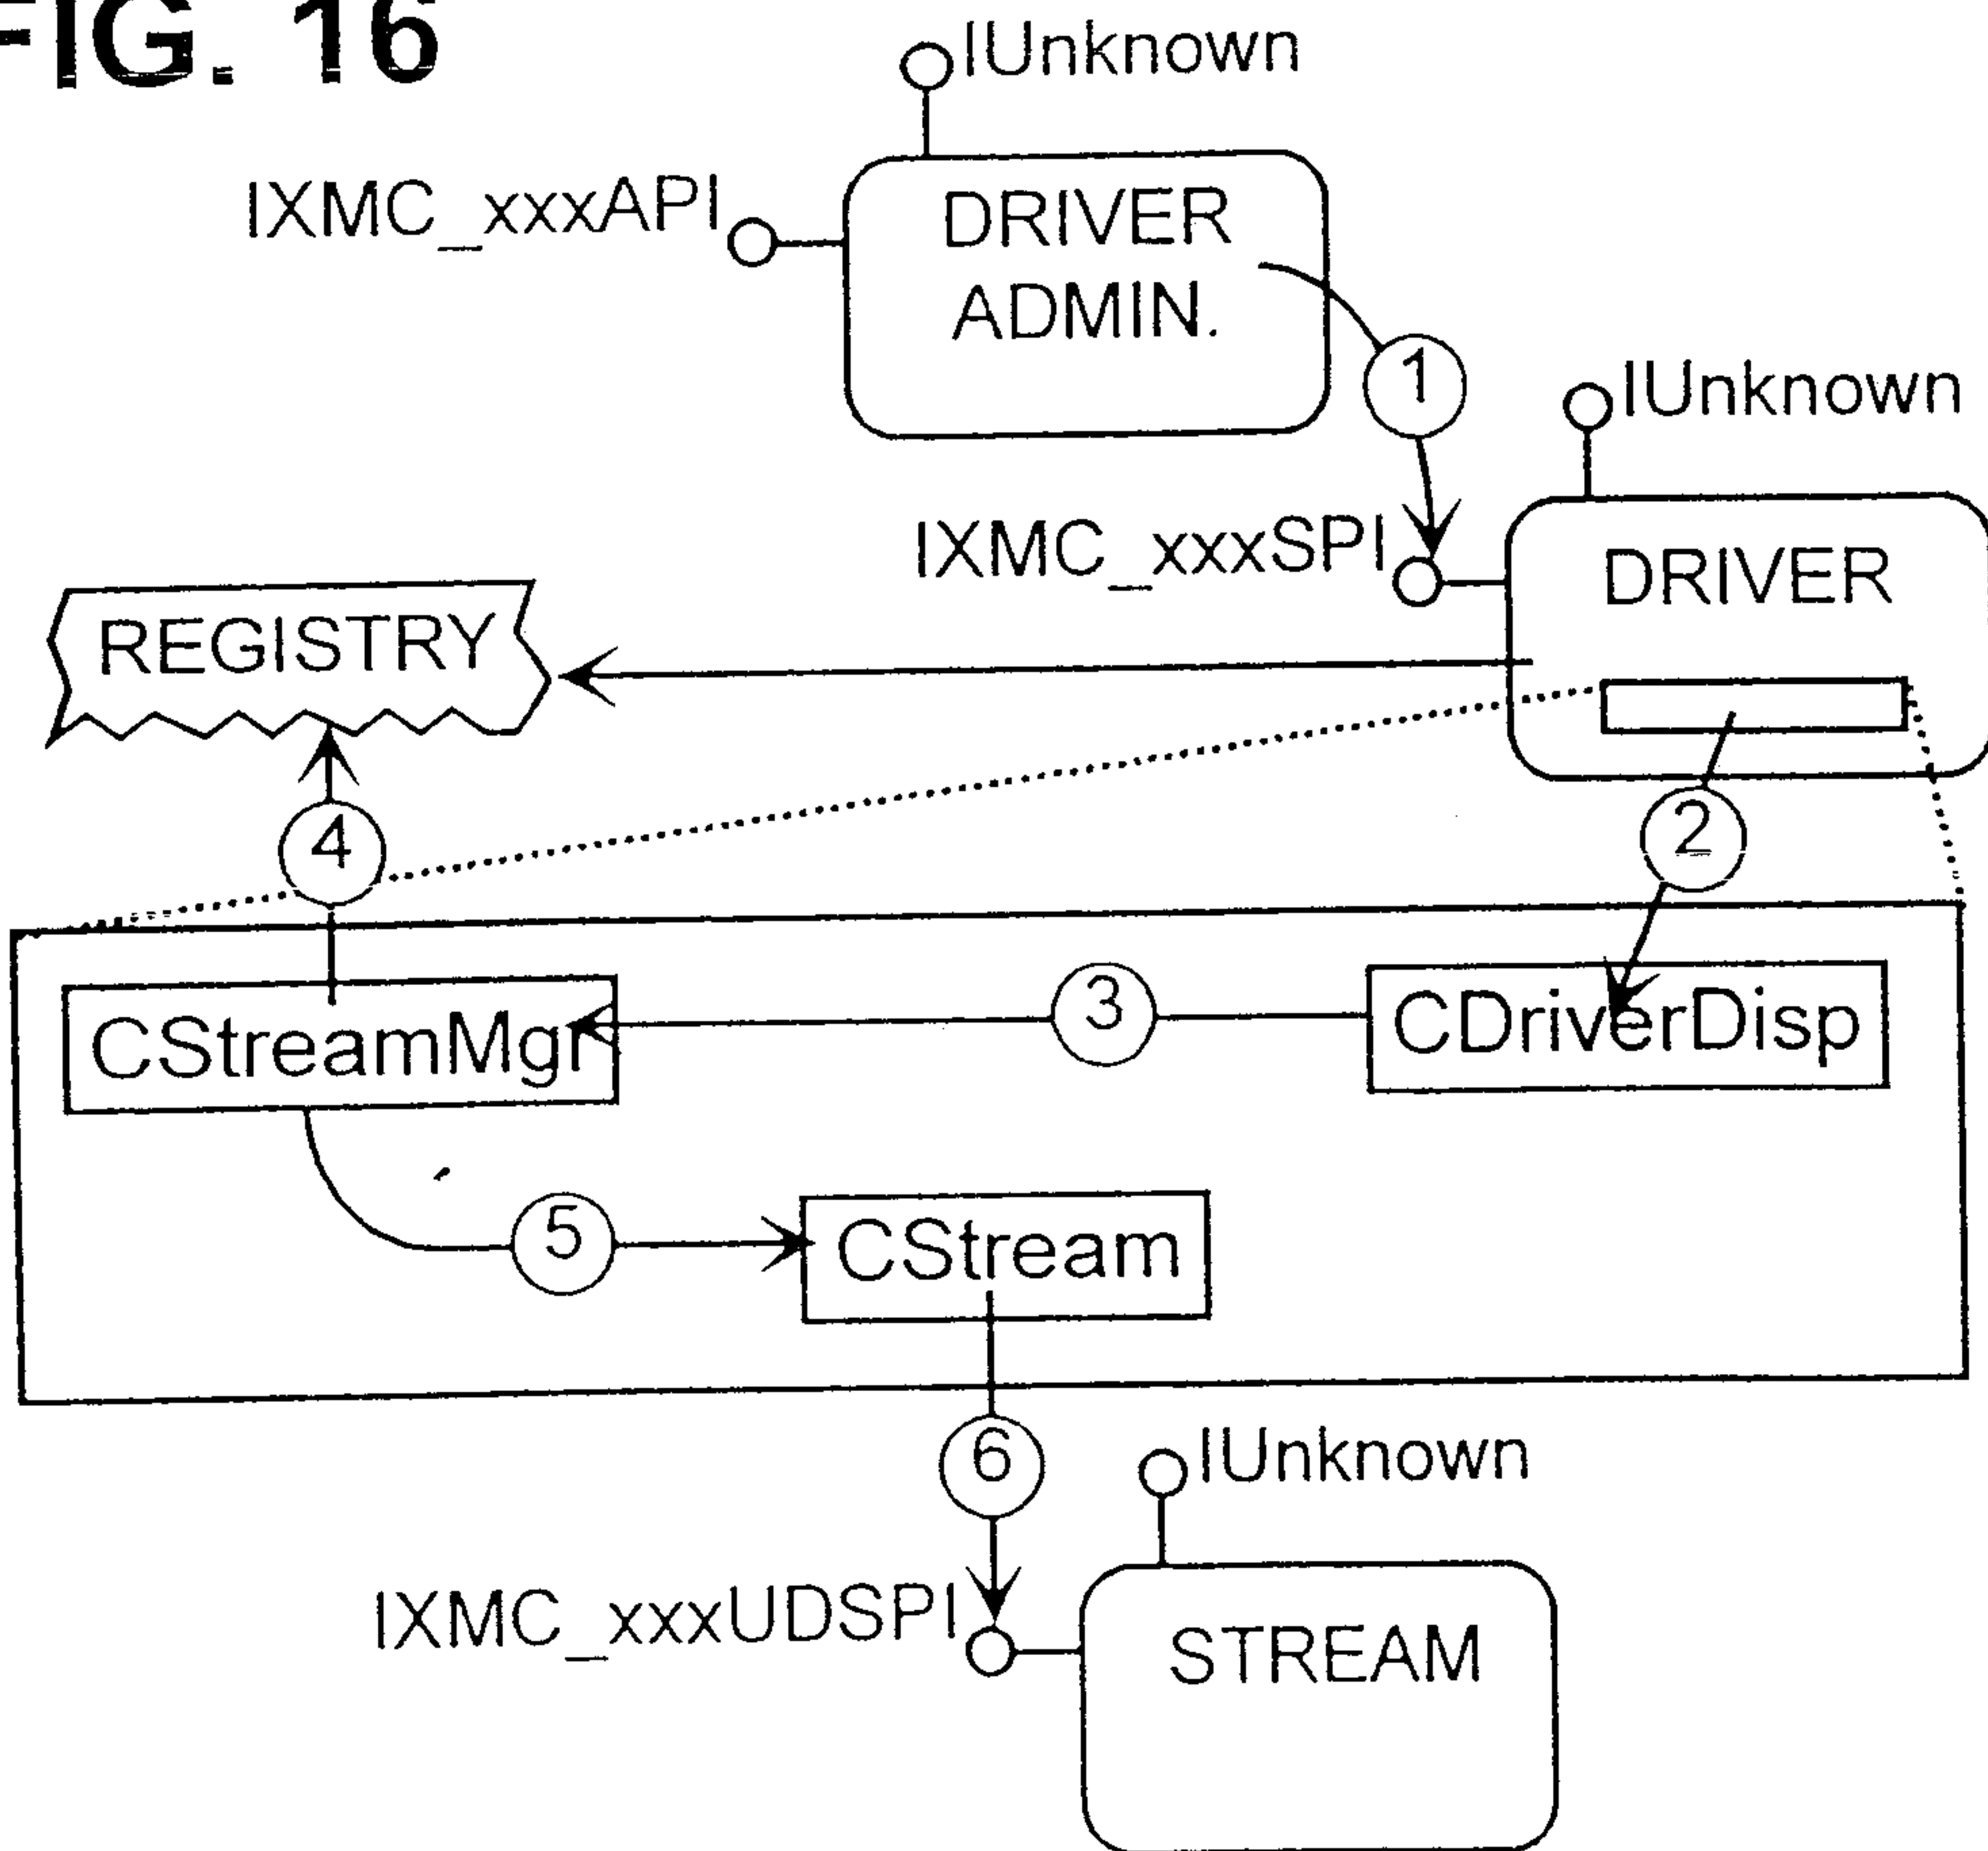 FIG. 16
IUnknown
IXMC_xxxAPI
DRIVER
ADMIN.
1
IUnknown
IXMC_xxxSPI
DRIVER
REGISTRY
2
4
3
CStreamMgr
CDriverDisp
5
CStream
6
IUnknown
IXMC_xxxUDSPI
STREAM